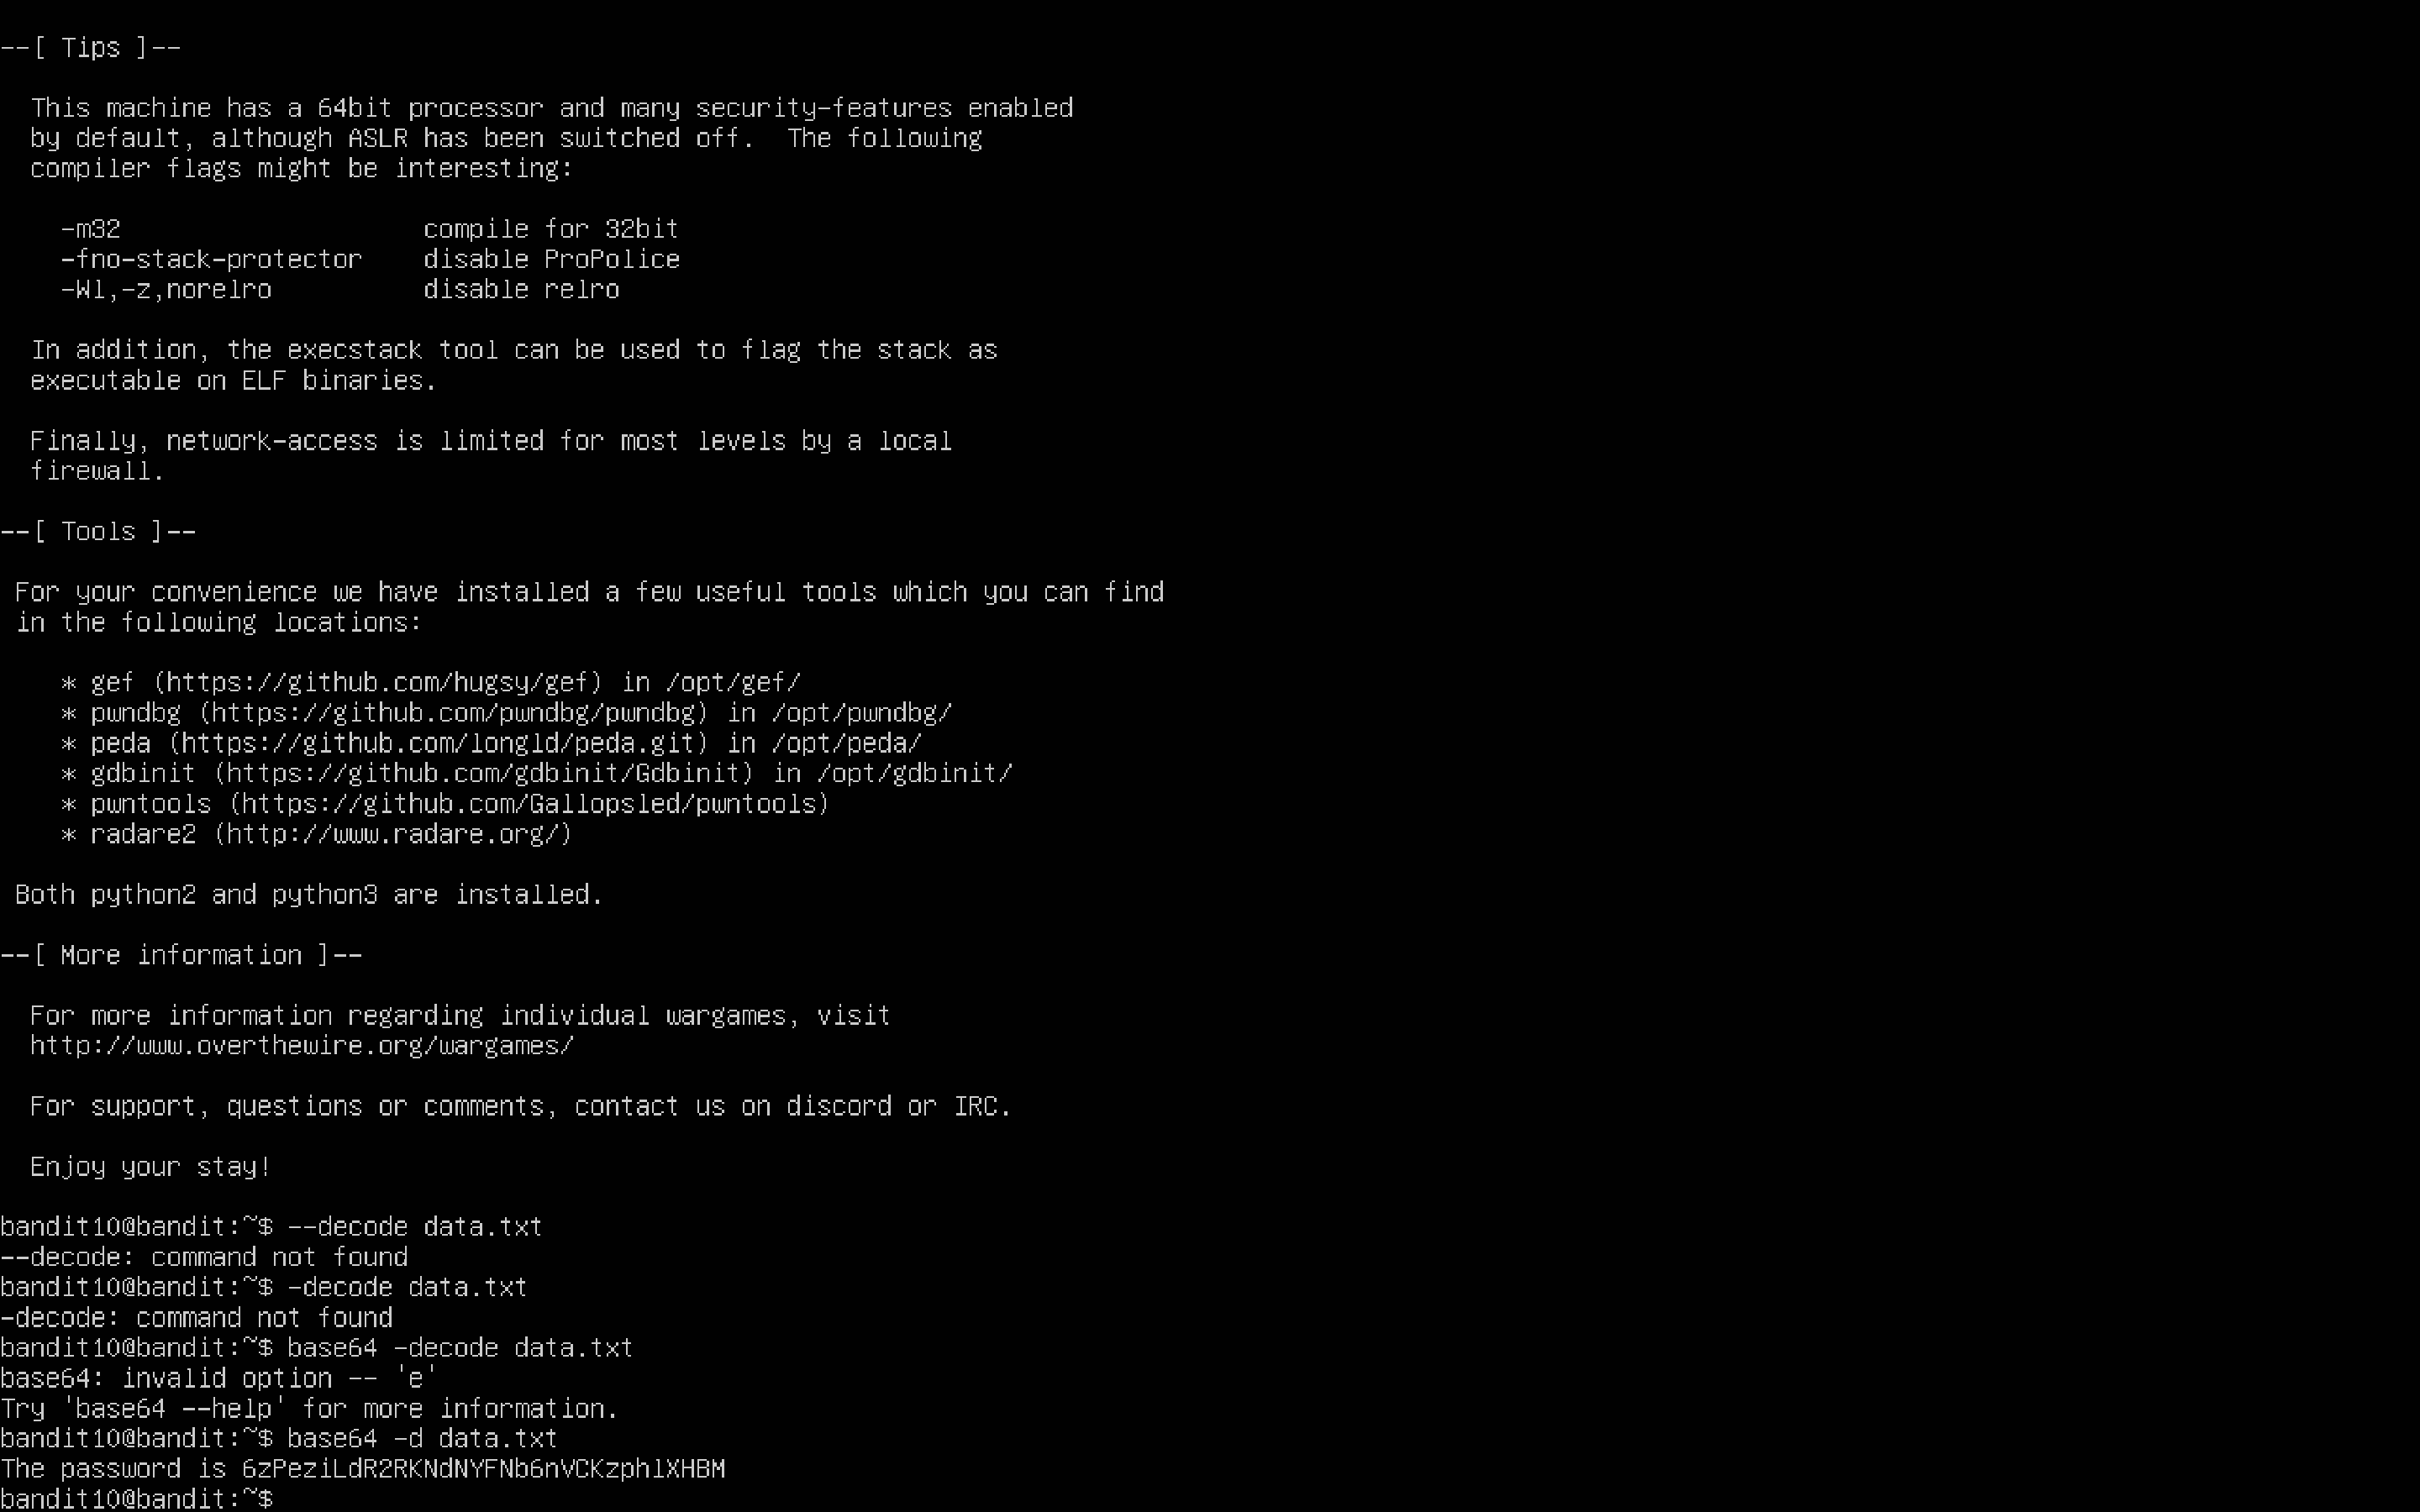 --[ Tips ]--
This machine has a 64bit processor and many security-features enabled
by default, although ASLR has been switched off.  The following
compiler flags might be interesting:
-m32                    compile for 32bit
-fno-stack-protector    disable ProPolice
-Wl,-z,norelro          disable relro
In addition, the execstack tool can be used to flag the stack as
executable on ELF binaries.
Finally, network-access is limited for most levels by a local
firewall.
--[ Tools ]--
For your convenience we have installed a few useful tools which you can find
in the following locations:
* gef (https://github.com/hugsy/gef) in /opt/gef/
* pwndbg (https://github.com/pwndbg/pwndbg) in /opt/pwndbg/
* peda (https://github.com/longld/peda.git) in /opt/peda/
* gdbinit (https://github.com/gdbinit/Gdbinit) in /opt/gdbinit/
* pwntools (https://github.com/Gallopsled/pwntools)
* radare2 (http://www.radare.org/)
Both python2 and python3 are installed.
--[ More information ]--
For more information regarding individual wargames, visit
http://www.overthewire.org/wargames/
For support, questions or comments, contact us on discord or IRC.
Enjoy your stay!
bandit10@bandit:~$ --decode data.txt
--decode: command not found
bandit10@bandit:~$ -decode data.txt
-decode: command not found
bandit10@bandit:~$ base64 -decode data.txt
base64: invalid option -- 'e'
Try 'base64 --help' for more information.
bandit10@bandit:~$ base64 -d data.txt
The password is 6zPeziLdR2RKNdNYFNb6nVCKzphlXHBM
bandit10@bandit:~$